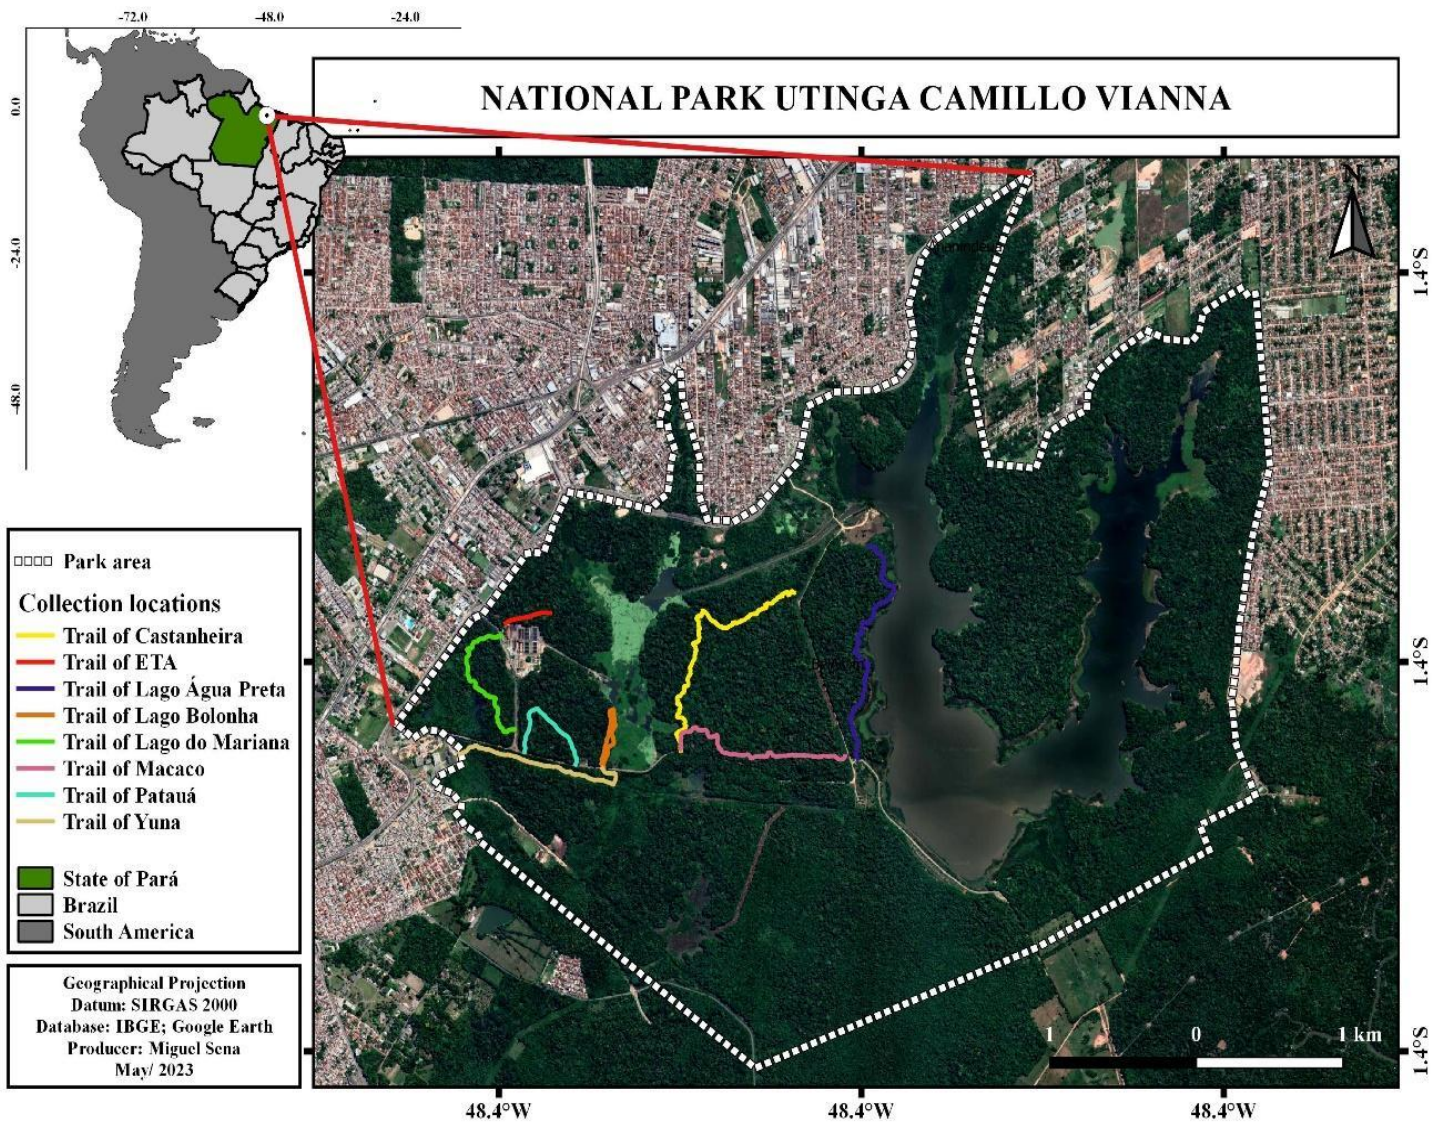 -72.0 -48.0 -24.0
0.0
-24.0
-48.0
NATIONAL PARK UTINGA CAMILLO VIANNA
N
1.4°S
1.4°S
1.4°S
Park area
Collection locations
Trail of Castanheira
Trail of ETA
Trail of Lago Água Preta
Trail of Lago Bolonha
Trail of Lago do Mariana
Trail of Macaco
Trail of Patauá
Trail of Yuna
State of Pará
Brazil
South America
Geographical Projection
Datum: SIRGAS 2000
Database: IBGE; Google Earth
Producer: Miguel Sena
May/ 2023
1 0 1 km
48.4°W 48.4°W 48.4°W